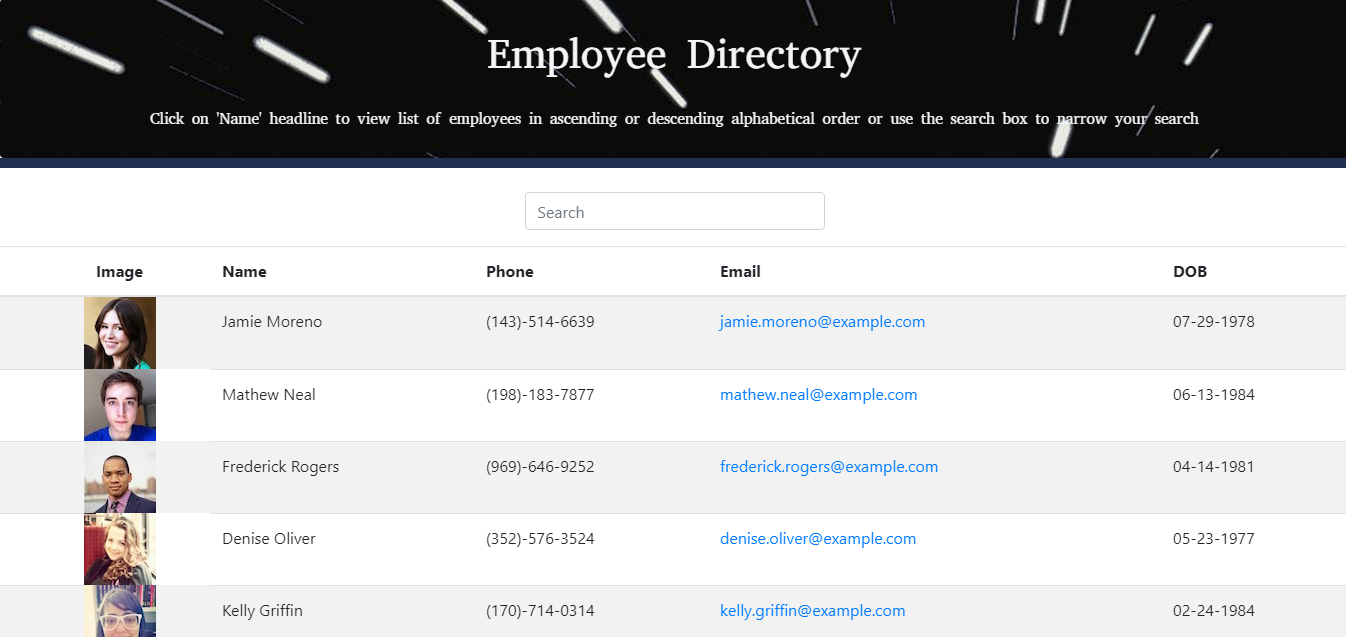 Employee Directory
Click on 'Name' headline to view list of employees in ascending or descending alphabetical order or use the search box to narrow your search
Search
Image Name Phone Email DOB
Jamie Moreno (143)-514-6639 jamie.moreno@example.com 07-29-1978
Mathew Neal (198)-183-7877 mathew.neal@example.com 06-13-1984
Frederick Rogers (969)-646-9252 frederick.rogers@example.com 04-14-1981
Denise Oliver (352)-576-3524 denise.oliver@example.com 05-23-1977
Kelly Griffin (170)-714-0314 kelly.griffin@example.com 02-24-1984